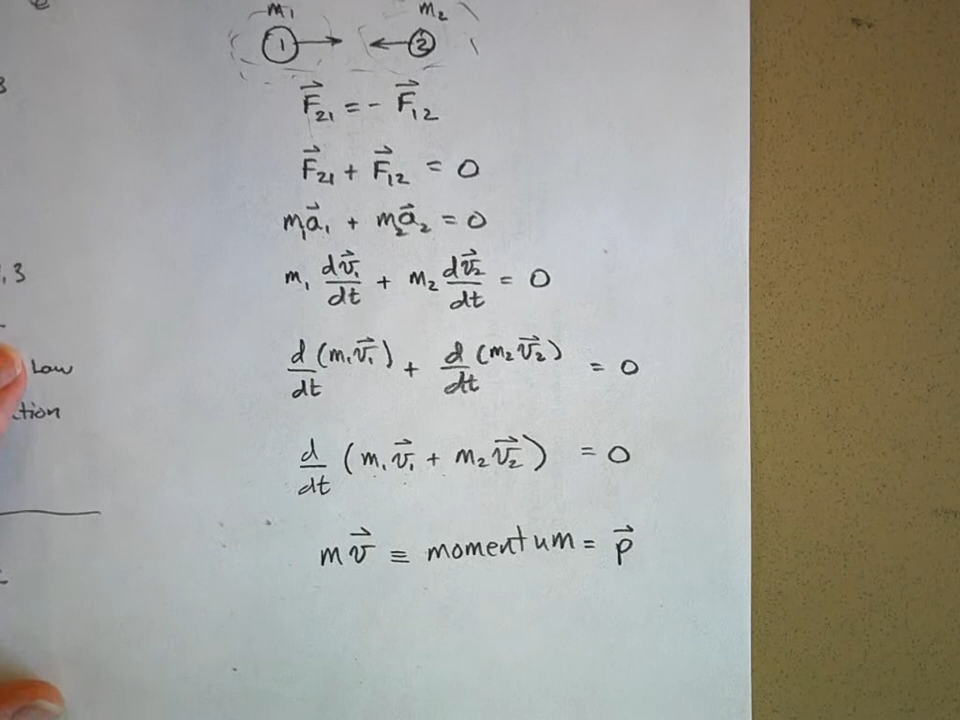 m₁ m₂
1 2
F⃗₂₁ = - F⃗₁₂
F⃗₂₁ + F⃗₁₂ = 0
m₁a⃗₁ + m₂a⃗₂ = 0
m₁ dv⃗₁/dt + m₂ dv⃗₂/dt = 0
d/dt (m₁v⃗₁) + d/dt (m₂v⃗₂) = 0
d/dt (m₁v⃗₁ + m₂v⃗₂) = 0
mv⃗ ≡ momentum = p⃗
3
Law